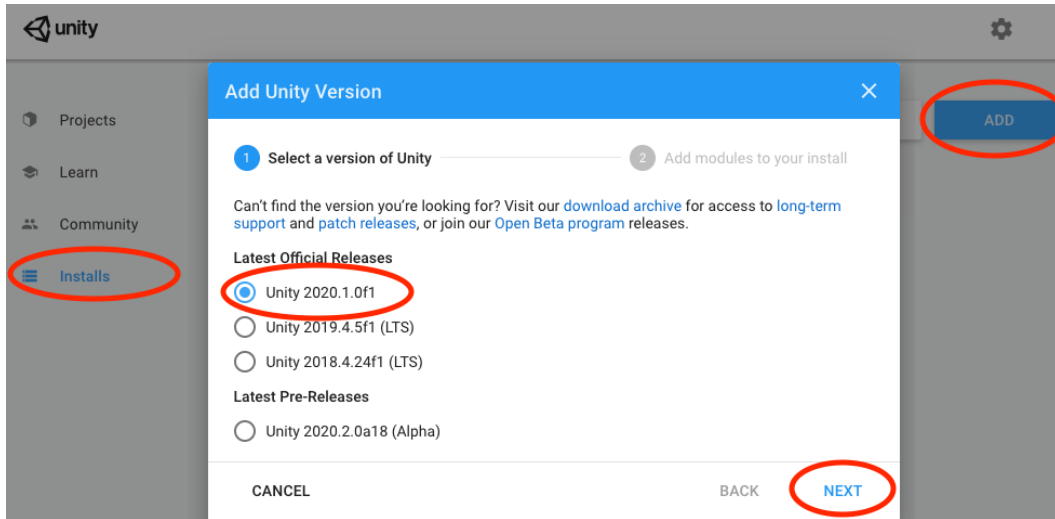 unity
Add Unity Version
Projects
ADD
1 Select a version of Unity
2 Add modules to your install
Learn
Can't find the version you're looking for? Visit our download archive for access to long-term
support and patch releases, or join our Open Beta program releases.
Community
Latest Official Releases
Installs
Unity 2020.1.0f1
Unity 2019.4.5f1 (LTS)
Unity 2018.4.24f1 (LTS)
Latest Pre-Releases
Unity 2020.2.0a18 (Alpha)
CANCEL
BACK
NEXT